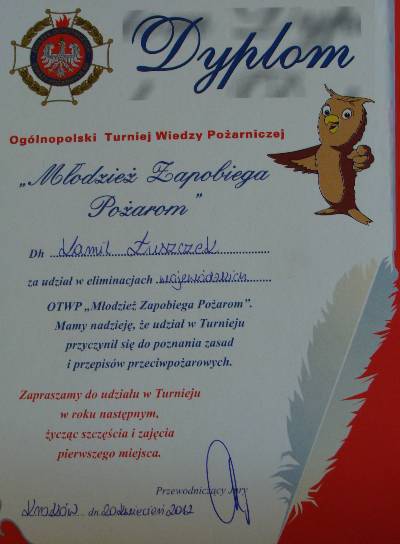 Dyplom
Ogólnopolski Turniej Wiedzy Pożarniczej
„Młodzież Zapobiega
Pożarom”
Dh Kamil Łuszczek
za udział w eliminacjach wojewódzkich
OTWP „Młodzież Zapobiega Pożarom”.
Mamy nadzieję, że udział w Turnieju
przyczynił się do poznania zasad
i przepisów przeciwpożarowych.
Zapraszamy do udziału w Turnieju
w roku następnym,
życząc szczęścia i zajęcia
pierwszego miejsca.
Przewodniczący Jury
dn. 20 kwiecień 2012